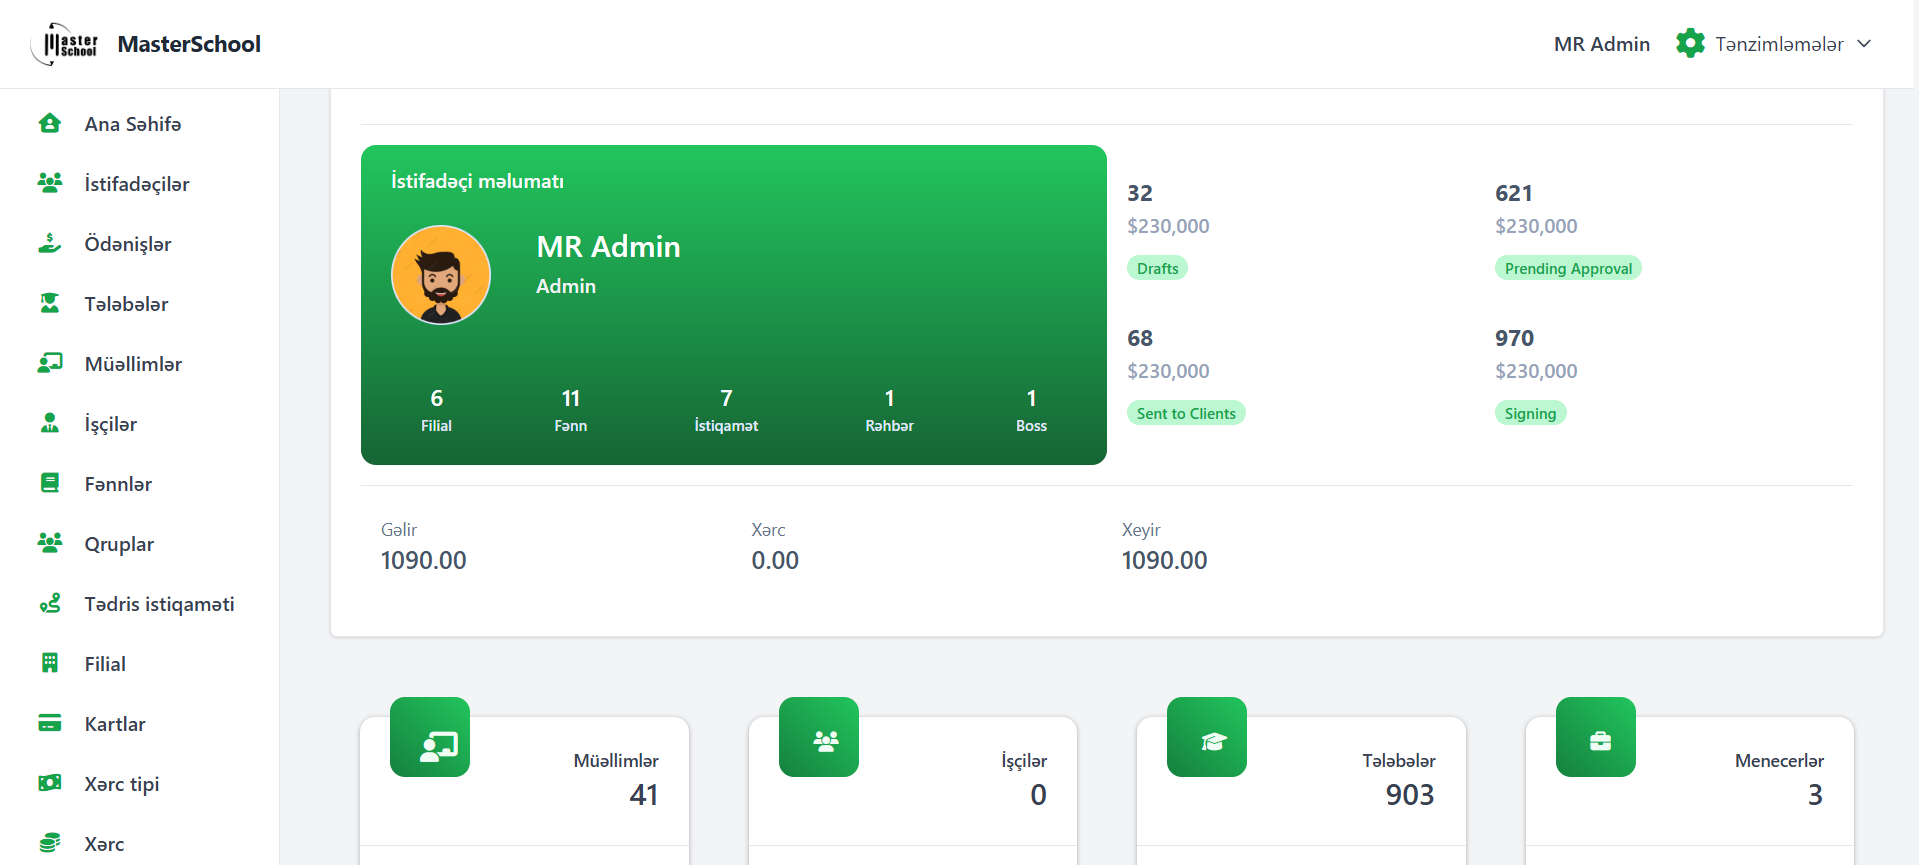 Master
School
MasterSchool
MR Admin
Tənzimləmələr
Ana Səhifə
İstifadəçilər
Ödənişlər
Tələbələr
Müəllimlər
İşçilər
Fənnlər
Qruplar
Tədris istiqaməti
Filial
Kartlar
Xərc tipi
Xərc
İstifadəçi məlumatı
MR Admin
Admin
6
Filial
11
Fənn
7
İstiqamət
1
Rəhbər
1
Boss
32
$230,000
Drafts
621
$230,000
Prending Approval
68
$230,000
Sent to Clients
970
$230,000
Signing
Gəlir
1090.00
Xərc
0.00
Xeyir
1090.00
Müəllimlər
41
İşçilər
0
Tələbələr
903
Menecerlər
3